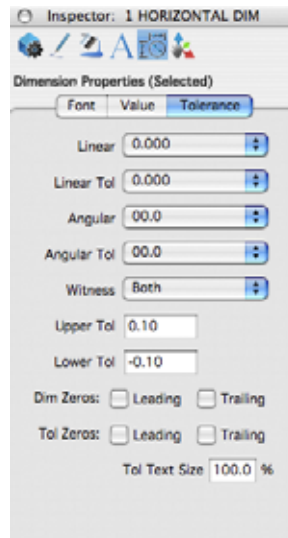 Inspector: 1 HORIZONTAL DIM
Dimension Properties (Selected)
Font Value Tolerance
Linear 0.000
Linear Tol 0.000
Angular 00.0
Angular Tol 00.0
Witness Both
Upper Tol 0.10
Lower Tol -0.10
Dim Zeros: Leading Trailing
Tol Zeros: Leading Trailing
Tol Text Size 100.0 %